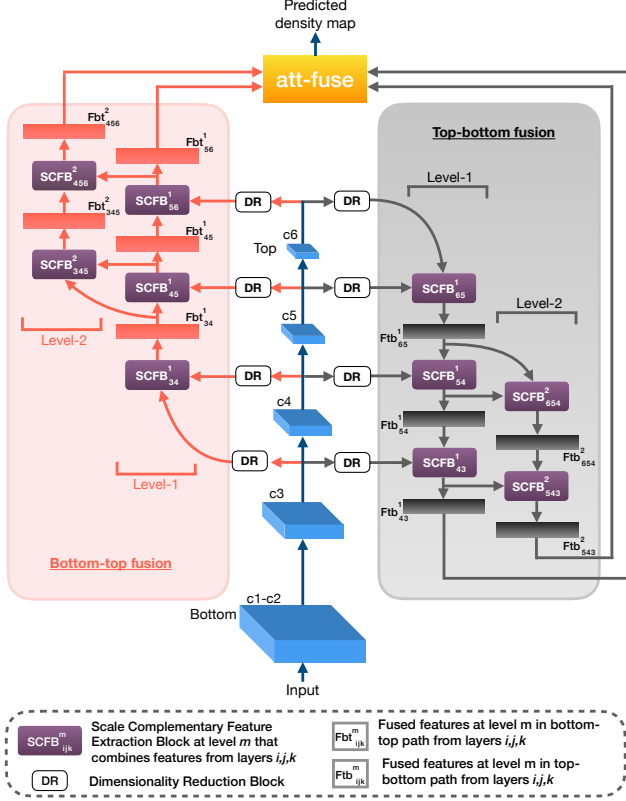 Predicted
density map
att-fuse
Fbt²₄₅₆
SCFB²₄₅₆
Fbt²₃₄₅
SCFB²₃₄₅
Level-2
Fbt¹₅₆
SCFB¹₅₆
Fbt¹₄₅
SCFB¹₄₅
Fbt¹₃₄
SCFB¹₃₄
Level-1
Bottom-top fusion
DR
DR
DR
DR
c6
Top
c5
c4
c3
c1-c2
Bottom
Input
DR
DR
DR
DR
Top-bottom fusion
Level-1
SCFB¹₆₅
Ftb¹₆₅
SCFB¹₅₄
Ftb¹₅₄
SCFB¹₄₃
Ftb¹₄₃
Level-2
SCFB²₆₅₄
Ftb²₆₅₄
SCFB²₅₄₃
Ftb²₅₄₃
SCFBᵐᵢⱼₖ
Scale Complementary Feature
Extraction Block at level m that
combines features from layers i,j,k
DR
Dimensionality Reduction Block
Fbtᵐᵢⱼₖ
Fused features at level m in bottom-
top path from layers i,j,k
Ftbᵐᵢⱼₖ
Fused features at level m in top-
bottom path from layers i,j,k